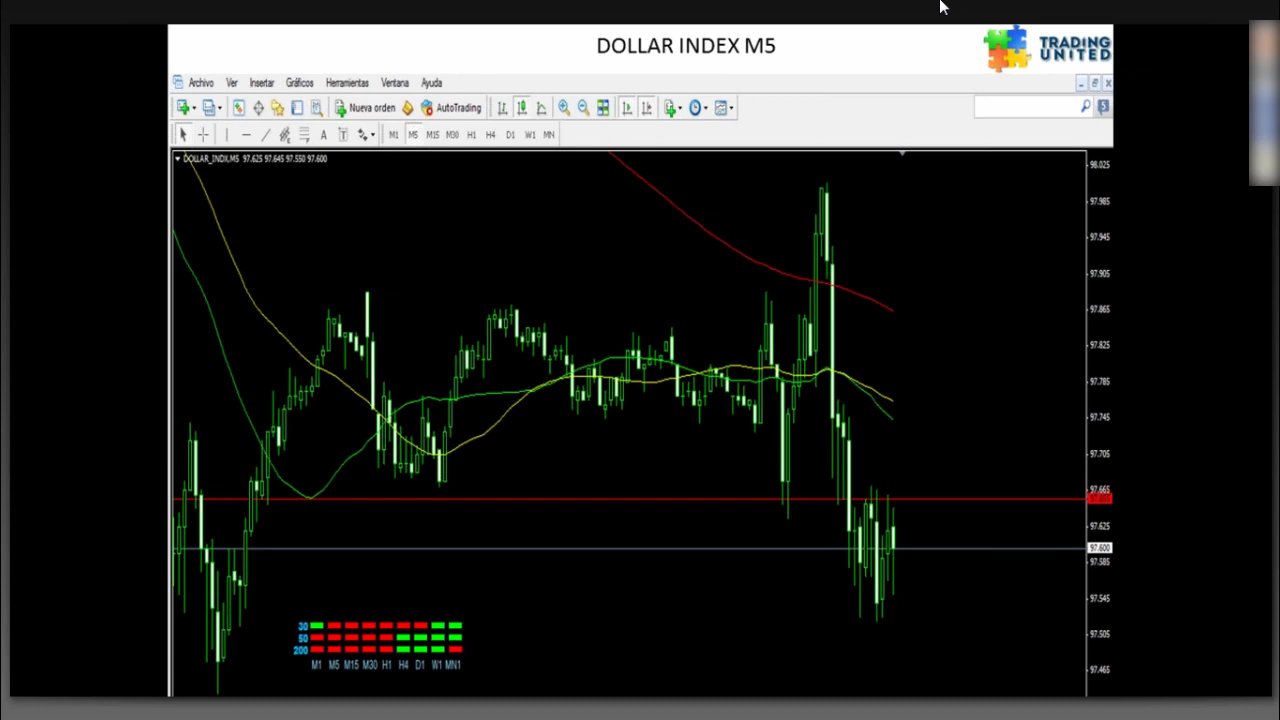 DOLLAR INDEX M5
TRADING
UNITED
Archivo Ver Insertar Gráficos Herramientas Ventana Ayuda
Nueva orden AutoTrading
A T M1 M5 M15 M30 H1 H4 D1 W1 MN
DOLLAR_INDX,M5 97.625 97.645 97.550 97.600
98.025
97.985
97.945
97.905
97.865
97.825
97.785
97.745
97.705
97.665
97.625
97.600
97.585
97.545
97.505
97.465
30
50
200
M1 M5 M15 M30 H1 H4 D1 W1 MN1